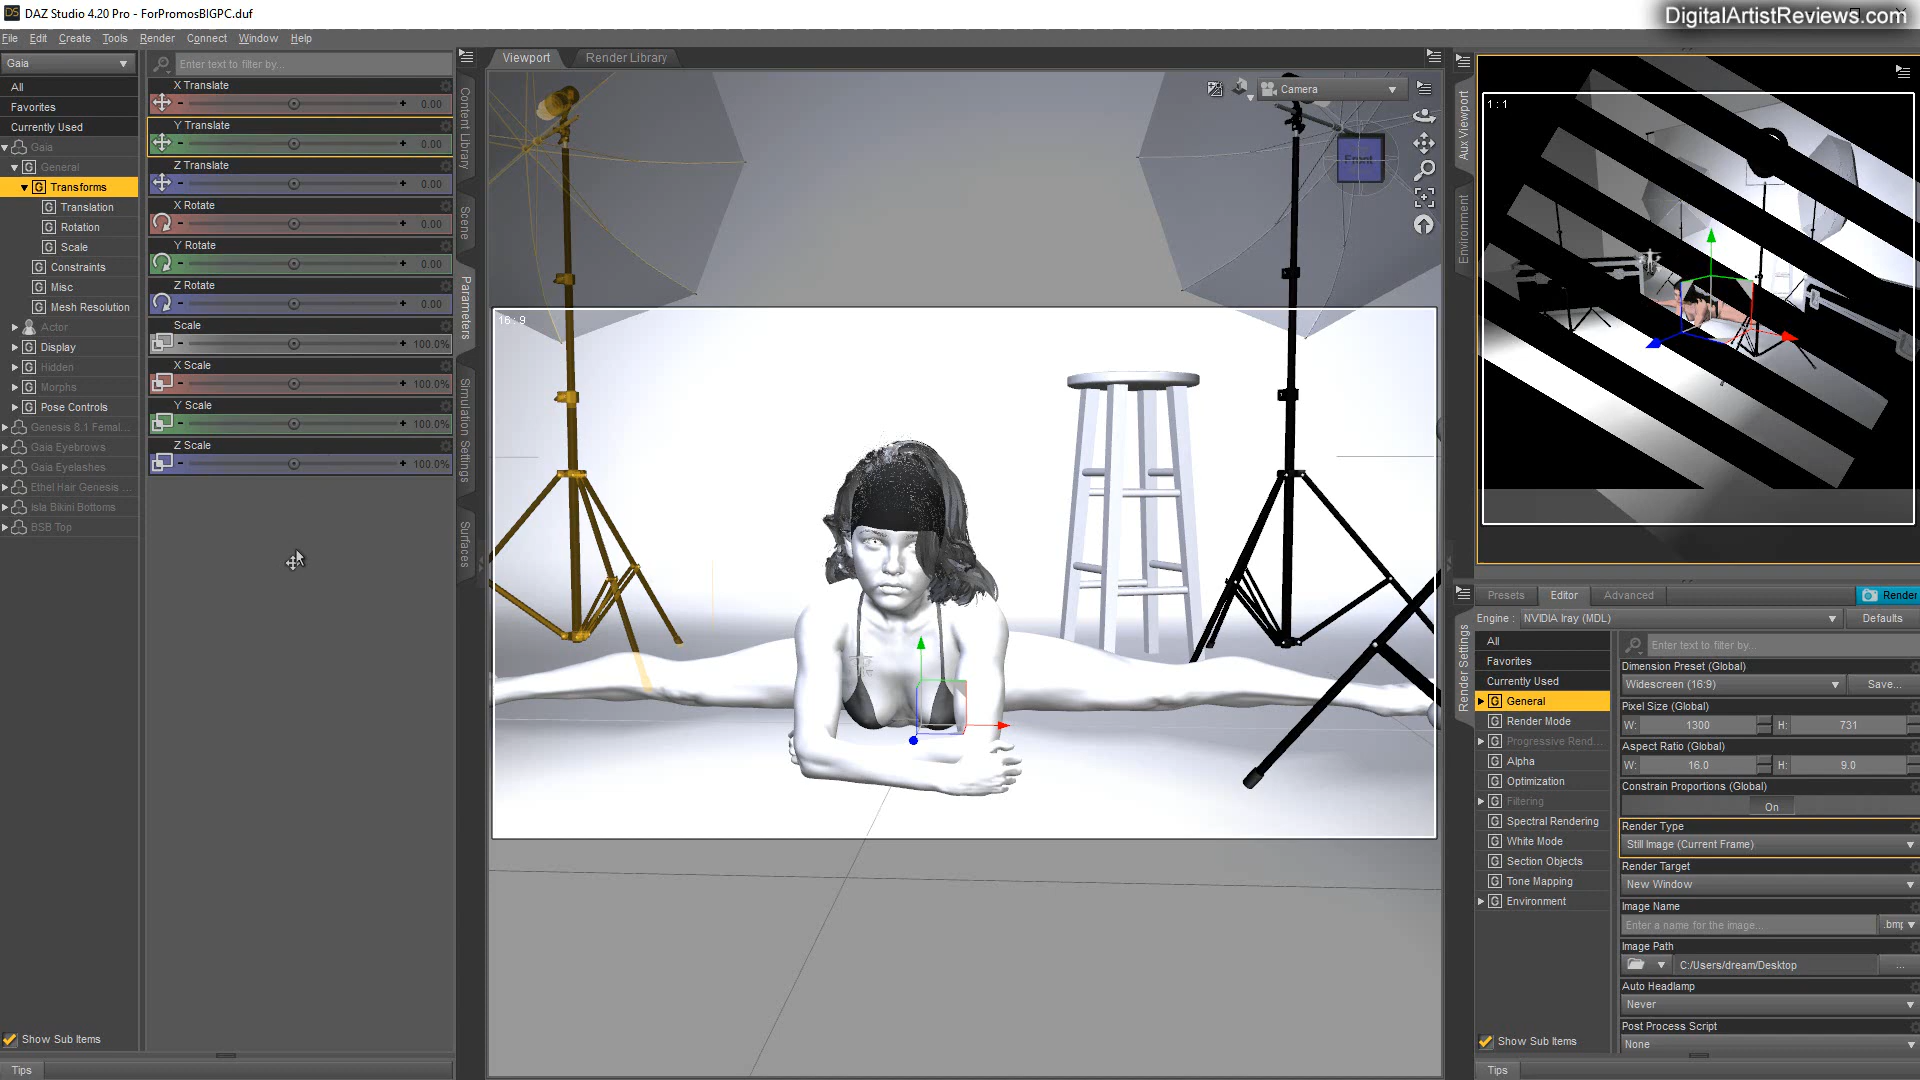 DAZ Studio 4.20 Pro - ForPromosBIGPC.duf
DigitalArtistReviews.com
File Edit Create Tools Render Connect Window Help
Gaia
All
Favorites
Currently Used
Gaia
General
Transforms
Translation
Rotation
Scale
Constraints
Misc
Mesh Resolution
Actor
Display
Hidden
Morphs
Pose Controls
Genesis 8.1 Femal...
Gaia Eyebrows
Gaia Eyelashes
Ethel Hair Genesis ...
Isla Bikini Bottoms
BSB Top
Show Sub Items
Tips
Enter text to filter by...
X Translate
0.00
Y Translate
0.00
Z Translate
0.00
X Rotate
0.00
Y Rotate
0.00
Z Rotate
0.00
Scale
100.0%
X Scale
100.0%
Y Scale
100.0%
Z Scale
100.0%
Content Library
Scene
Parameters
Simulation Settings
Surfaces
Viewport Render Library
Camera
Front
16 : 9
Aux Viewport
Environment
1 : 1
Render Settings
Presets Editor Advanced Render
Engine : NVIDIA Iray (MDL) Defaults
All
Favorites
Currently Used
General
Render Mode
Progressive Rend...
Alpha
Optimization
Filtering
Spectral Rendering
White Mode
Section Objects
Tone Mapping
Environment
Show Sub Items
Tips
Enter text to filter by...
Dimension Preset (Global)
Widescreen (16:9) Save...
Pixel Size (Global)
W: 1300 H: 731
Aspect Ratio (Global)
W: 16.0 H: 9.0
Constrain Proportions (Global)
On
Render Type
Still Image (Current Frame)
Render Target
New Window
Image Name
Enter a name for the image... .bmp
Image Path
C:/Users/dream/Desktop ...
Auto Headlamp
Never
Post Process Script
None